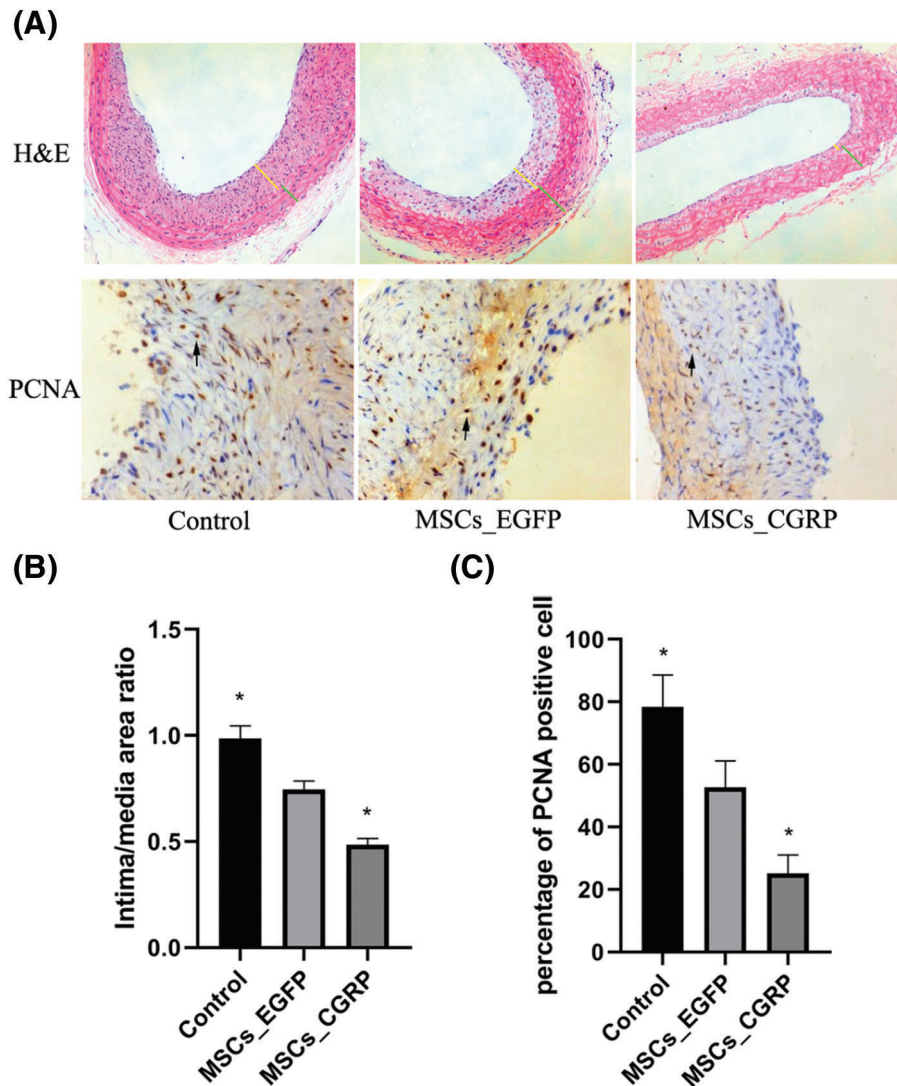 (A)
H&E
PCNA
Control
MSCs_EGFP
MSCs_CGRP
(B)
Intima/media area ratio
1.5
1.0
0.5
0.0
*
*
Control
MSCs_EGFP
MSCs_CGRP
(C)
percentage of PCNA positive cell
100
80
60
40
20
0
*
*
Control
MSCs_EGFP
MSCs_CGRP